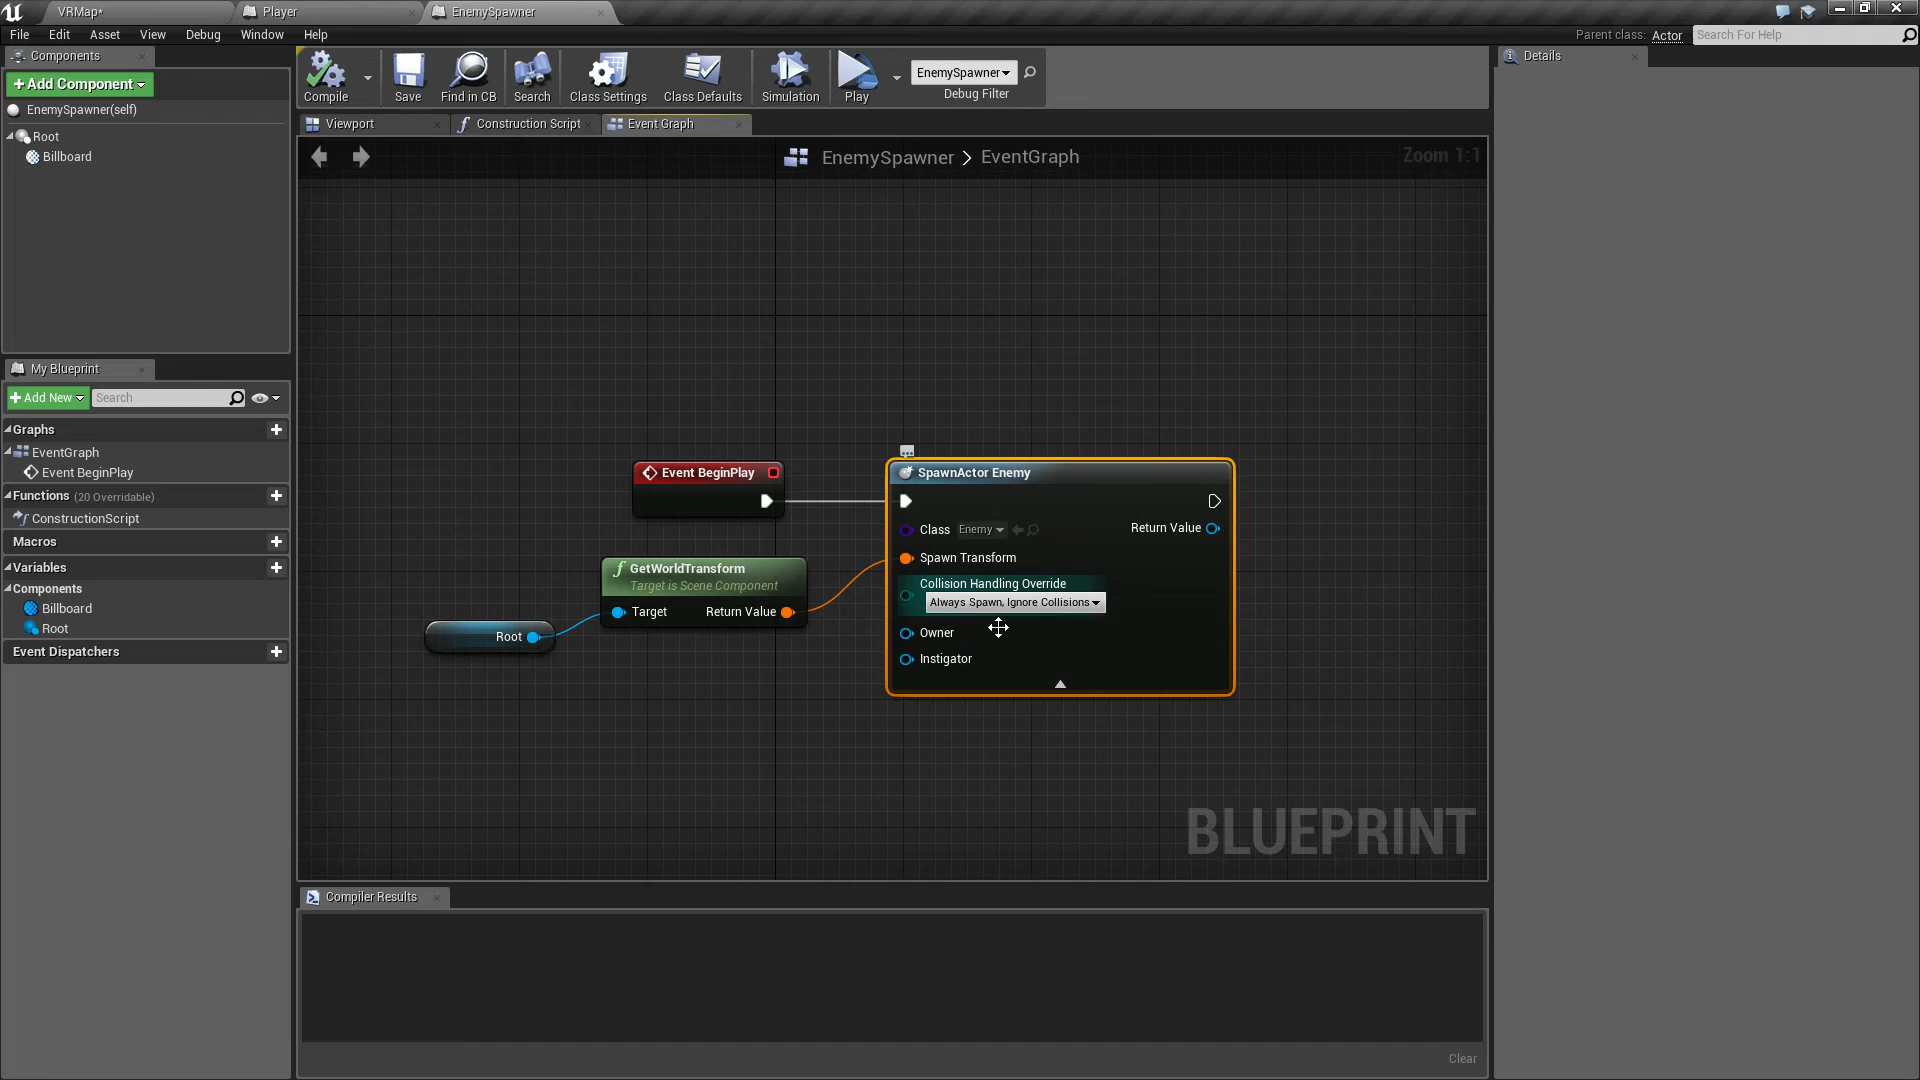 VRMap*
Player
EnemySpawner
File Edit Asset View Debug Window Help
Parent class: Actor
Search For Help
Components
Add Component
EnemySpawner(self)
Root
Billboard
Compile
Save
Find in CB
Search
Class Settings
Class Defaults
Simulation
Play
EnemySpawner
Debug Filter
Details
Viewport
Construction Script
Event Graph
EnemySpawner > EventGraph
Zoom 1:1
My Blueprint
Add New
Search
Graphs
EventGraph
Event BeginPlay
Functions (20 Overridable)
ConstructionScript
Macros
Variables
Components
Billboard
Root
Event Dispatchers
Event BeginPlay
GetWorldTransform
Target is Scene Component
Target
Return Value
Root
SpawnActor Enemy
Class Enemy
Return Value
Spawn Transform
Collision Handling Override
Always Spawn, Ignore Collisions
Owner
Instigator
BLUEPRINT
Compiler Results
Clear